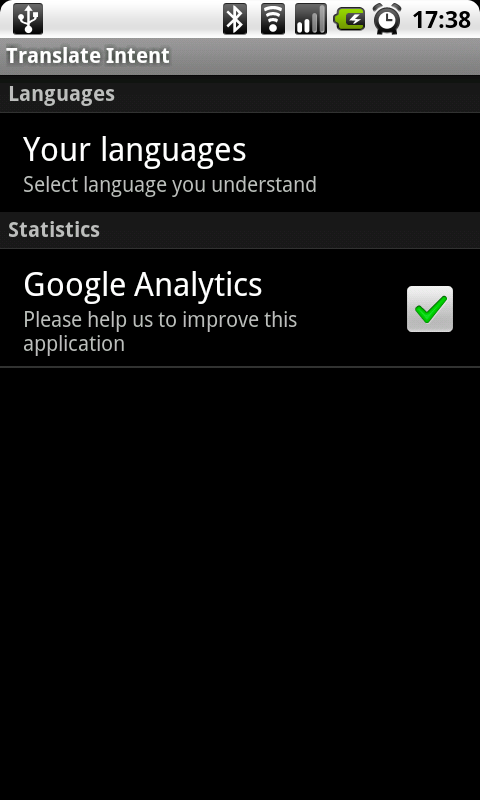 17:38
Translate Intent
Languages
Your languages
Select language you understand
Statistics
Google Analytics
Please help us to improve this
application